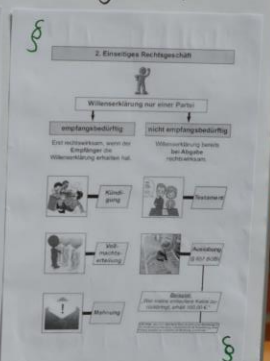 §
2. Einseitiges Rechtsgeschäft
Willenserklärung nur einer Partei
empfangsbedürftig
nicht empfangsbedürftig
Erst rechtswirksam, wenn der
Empfänger die
Willenserklärung erhalten hat.
Willenserklärung bereits
bei Abgabe
rechtswirksam.
Kündi-
gung
Testament
Voll-
machts-
erteilung
Auslobung
Mahnung
§